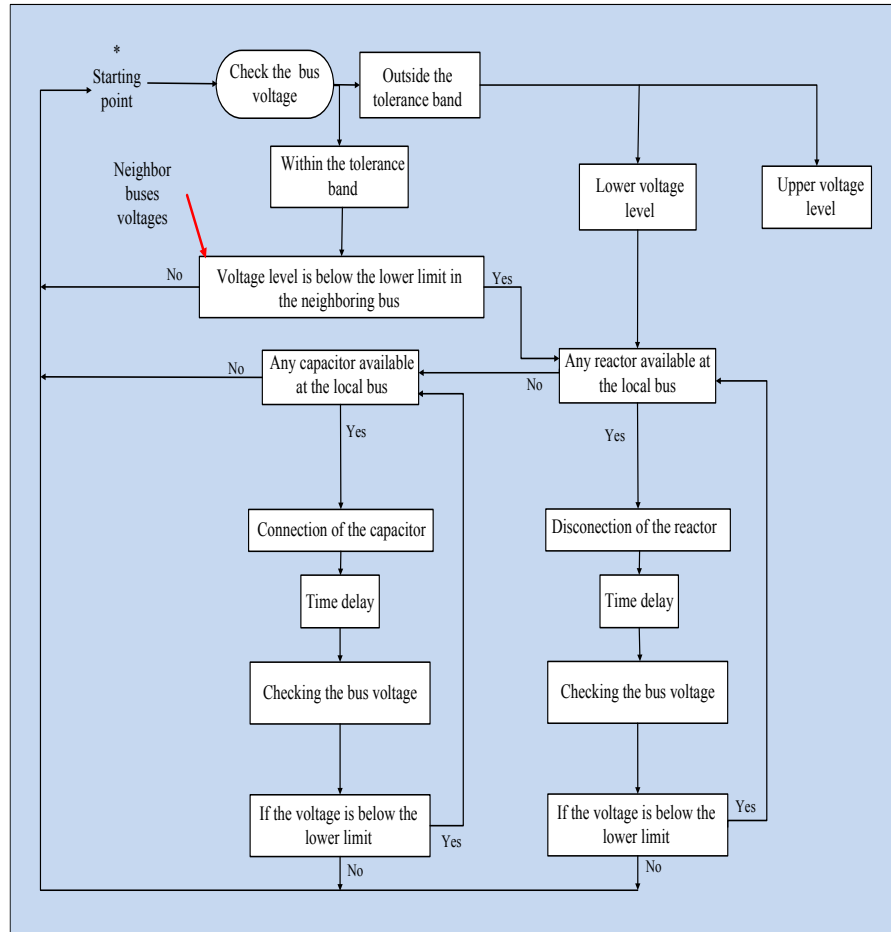 *
Starting
point
Check the bus
voltage
Outside the
tolerance band
Within the
tolerance
band
Lower voltage
level
Upper voltage
level
Neighbor
buses
voltages
No
Voltage level is below the lower limit in
the neighboring bus
Yes
No
Any capacitor available
at the local bus
No
Any reactor available at
the local bus
Yes
Yes
Connection of the capacitor
Disconection of the reactor
Time delay
Time delay
Checking the bus voltage
Checking the bus voltage
If the voltage is below the
lower limit
Yes
If the voltage is below the
lower limit
Yes
No
No